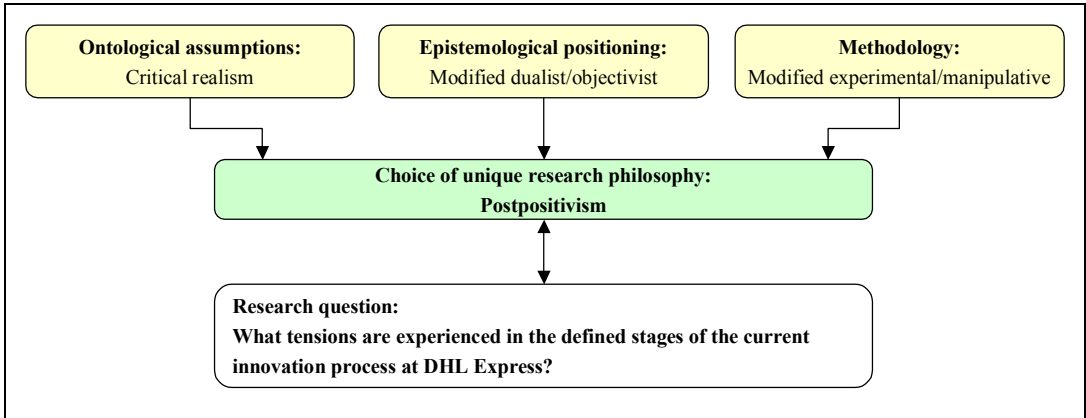 Ontological assumptions:
Critical realism
Epistemological positioning:
Modified dualist/objectivist
Methodology:
Modified experimental/manipulative
Choice of unique research philosophy:
Postpositivism
Research question:
What tensions are experienced in the defined stages of the current
innovation process at DHL Express?